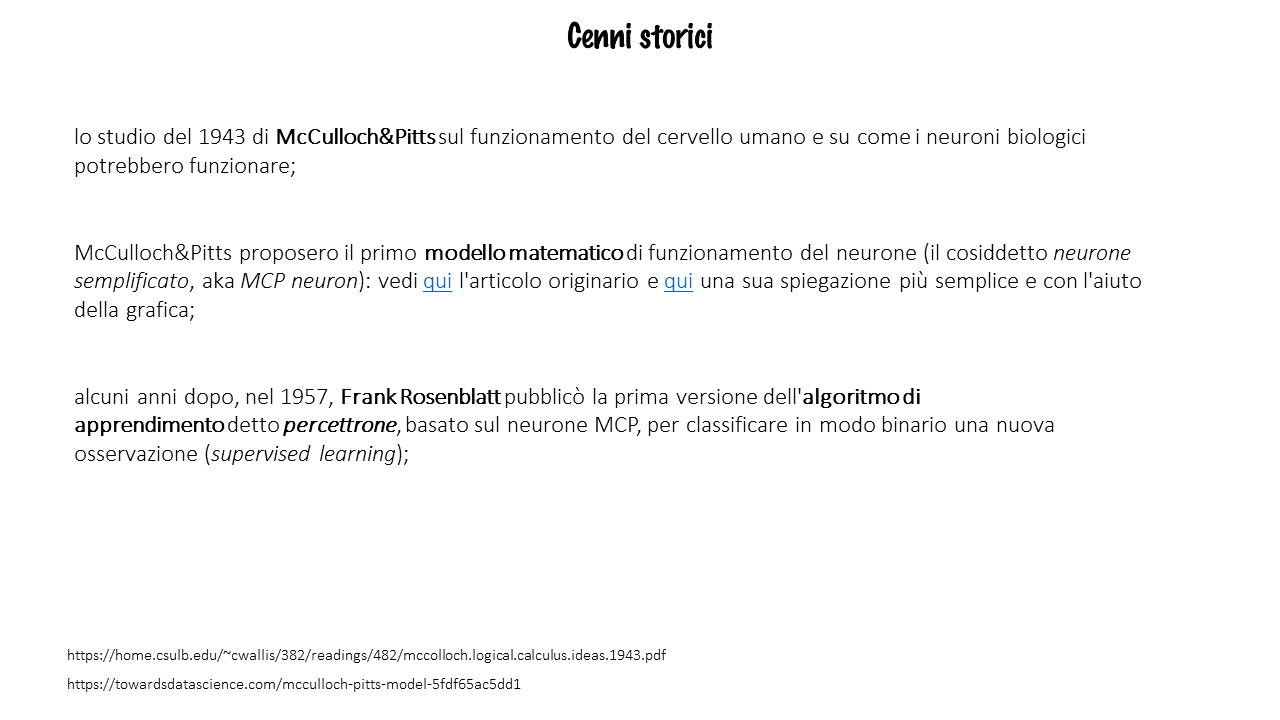 Cenni storici
lo studio del 1943 di McCulloch&Pitts sul funzionamento del cervello umano e su come i neuroni biologici
potrebbero funzionare;
McCulloch&Pitts proposero il primo modello matematico di funzionamento del neurone (il cosiddetto neurone
semplificato, aka MCP neuron): vedi qui l'articolo originario e qui una sua spiegazione più semplice e con l'aiuto
della grafica;
alcuni anni dopo, nel 1957, Frank Rosenblatt pubblicò la prima versione dell'algoritmo di
apprendimento detto percettrone, basato sul neurone MCP, per classificare in modo binario una nuova
osservazione (supervised learning);
https://home.csulb.edu/~cwallis/382/readings/482/mccolloch.logical.calculus.ideas.1943.pdf
https://towardsdatascience.com/mcculloch-pitts-model-5fdf65ac5dd1